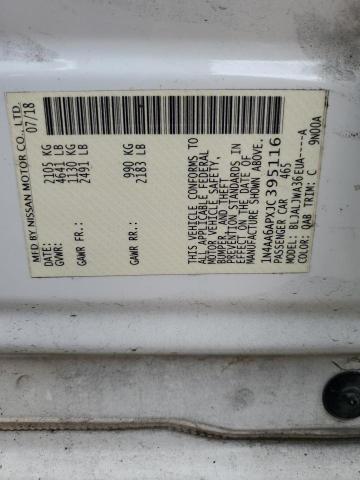 MFG BY NISSAN MOTOR CO., LTD.
DATE: 07/18
GVWR: 2105 KG
4641 LB
GAWR FR: 1130 KG
2491 LB
GAWR RR: 990 KG
2183 LB
THIS VEHICLE CONFORMS TO
ALL APPLICABLE FEDERAL
MOTOR VEHICLE SAFETY,
BUMPER, AND THEFT
PREVENTION STANDARDS IN
EFFECT ON THE DATE OF
MANUFACTURE SHOWN ABOVE.
1N4AA6APXJC395116
PASSENGER CAR 465
MODEL: BJJALJWA36EUA----A
COLOR: QAB TRIM: C 9N00A